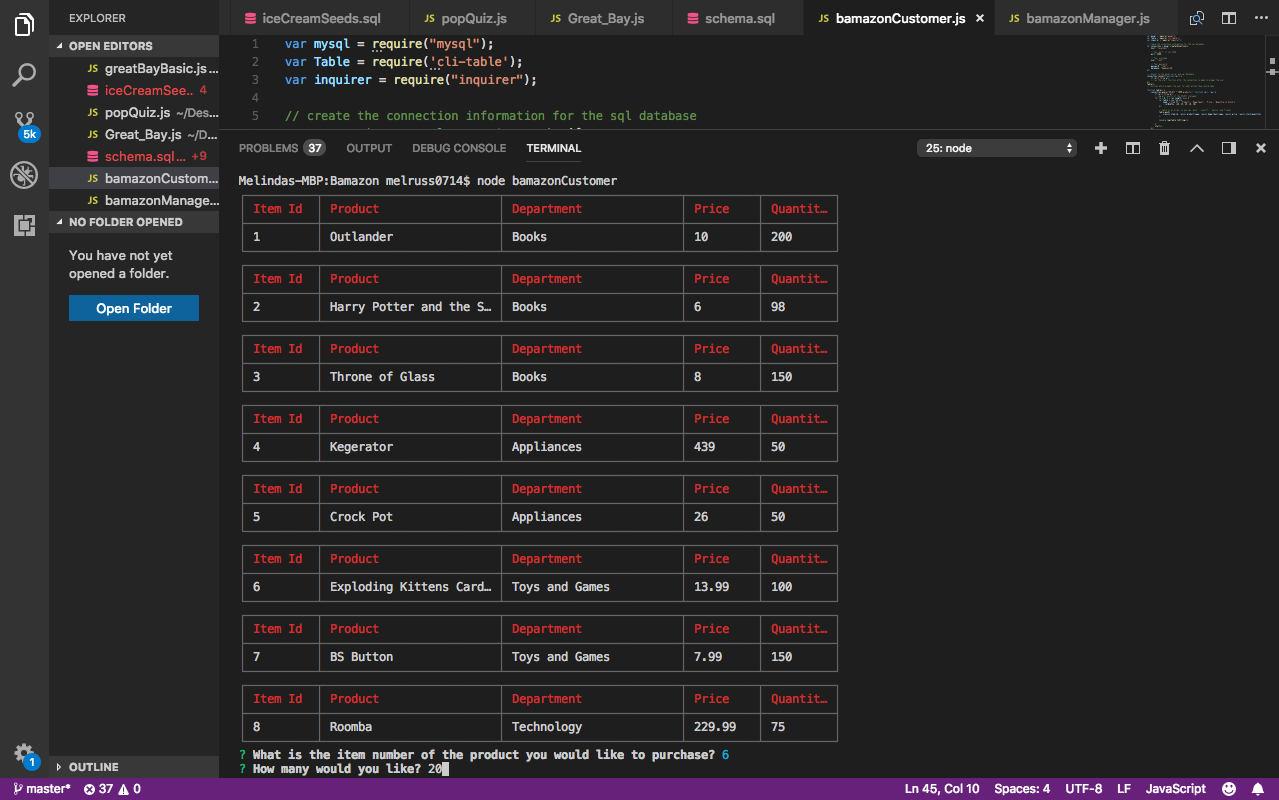 EXPLORER
OPEN EDITORS
JS greatBayBasic.js...
iceCreamSee.. 4
JS popQuiz.js ~/Des...
JS Great_Bay.js ~/D...
schema.sql... +9
JS bamazonCustom...
JS bamazonManage...
NO FOLDER OPENED
You have not yet
opened a folder.
Open Folder
5k
1
OUTLINE
iceCreamSeeds.sql JS popQuiz.js JS Great_Bay.js schema.sql JS bamazonCustomer.js × JS bamazonManager.js ...
1 var mysql = require("mysql");
2 var Table = require('cli-table');
3 var inquirer = require("inquirer");
4
5 // create the connection information for the sql database
PROBLEMS 37 OUTPUT DEBUG CONSOLE TERMINAL 25: node
Melindas-MBP:Bamazon melruss0714$ node bamazonCustomer
Item Id Product Department Price Quantit…
1 Outlander Books 10 200
Item Id Product Department Price Quantit…
2 Harry Potter and the S… Books 6 98
Item Id Product Department Price Quantit…
3 Throne of Glass Books 8 150
Item Id Product Department Price Quantit…
4 Kegerator Appliances 439 50
Item Id Product Department Price Quantit…
5 Crock Pot Appliances 26 50
Item Id Product Department Price Quantit…
6 Exploding Kittens Card… Toys and Games 13.99 100
Item Id Product Department Price Quantit…
7 BS Button Toys and Games 7.99 150
Item Id Product Department Price Quantit…
8 Roomba Technology 229.99 75
? What is the item number of the product you would like to purchase? 6
? How many would you like? 20
master* 37 0 Ln 45, Col 10 Spaces: 4 UTF-8 LF JavaScript